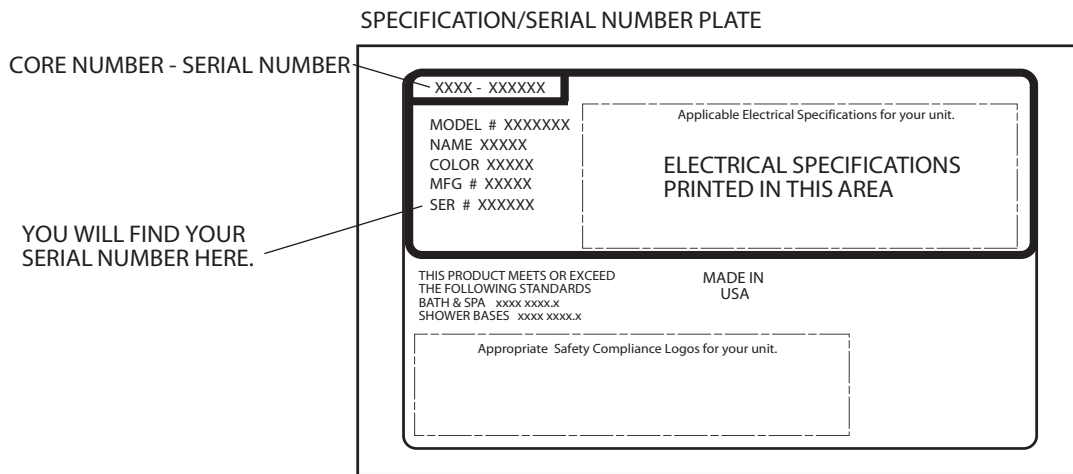 SPECIFICATION/SERIAL NUMBER PLATE
CORE NUMBER - SERIAL NUMBER
XXXX - XXXXXX
MODEL # XXXXXXX
NAME XXXXX
COLOR XXXXX
MFG # XXXXX
SER # XXXXXX
Applicable Electrical Specifications for your unit.
ELECTRICAL SPECIFICATIONS
PRINTED IN THIS AREA
YOU WILL FIND YOUR
SERIAL NUMBER HERE.
THIS PRODUCT MEETS OR EXCEED
THE FOLLOWING STANDARDS
BATH & SPA xxxx xxxx.x
SHOWER BASES xxxx xxxx.x
MADE IN
USA
Appropriate Safety Compliance Logos for your unit.